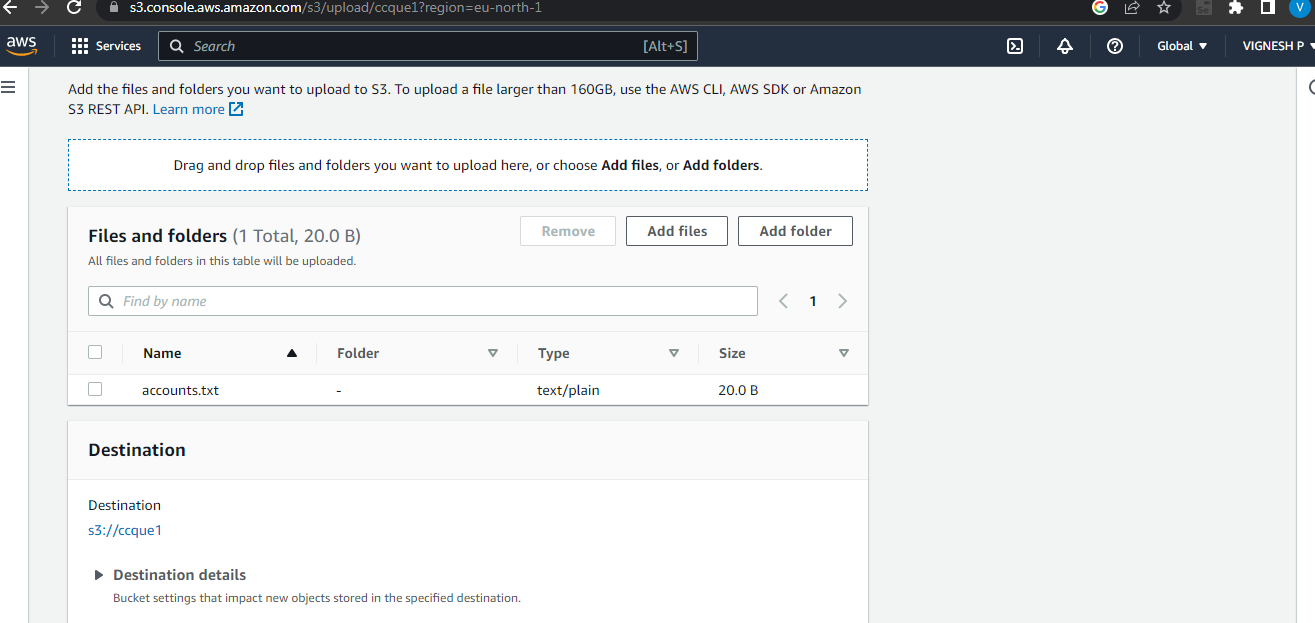 s3.console.aws.amazon.com/s3/upload/ccque1?region=eu-north-1
V
aws
Services
Search
[Alt+S]
Global
VIGNESH P
Add the files and folders you want to upload to S3. To upload a file larger than 160GB, use the AWS CLI, AWS SDK or Amazon
S3 REST API. Learn more
Drag and drop files and folders you want to upload here, or choose Add files, or Add folders.
Files and folders (1 Total, 20.0 B)
Remove
Add files
Add folder
All files and folders in this table will be uploaded.
Find by name
1
Name
Folder
Type
Size
accounts.txt
-
text/plain
20.0 B
Destination
Destination
s3://ccque1
Destination details
Bucket settings that impact new objects stored in the specified destination.